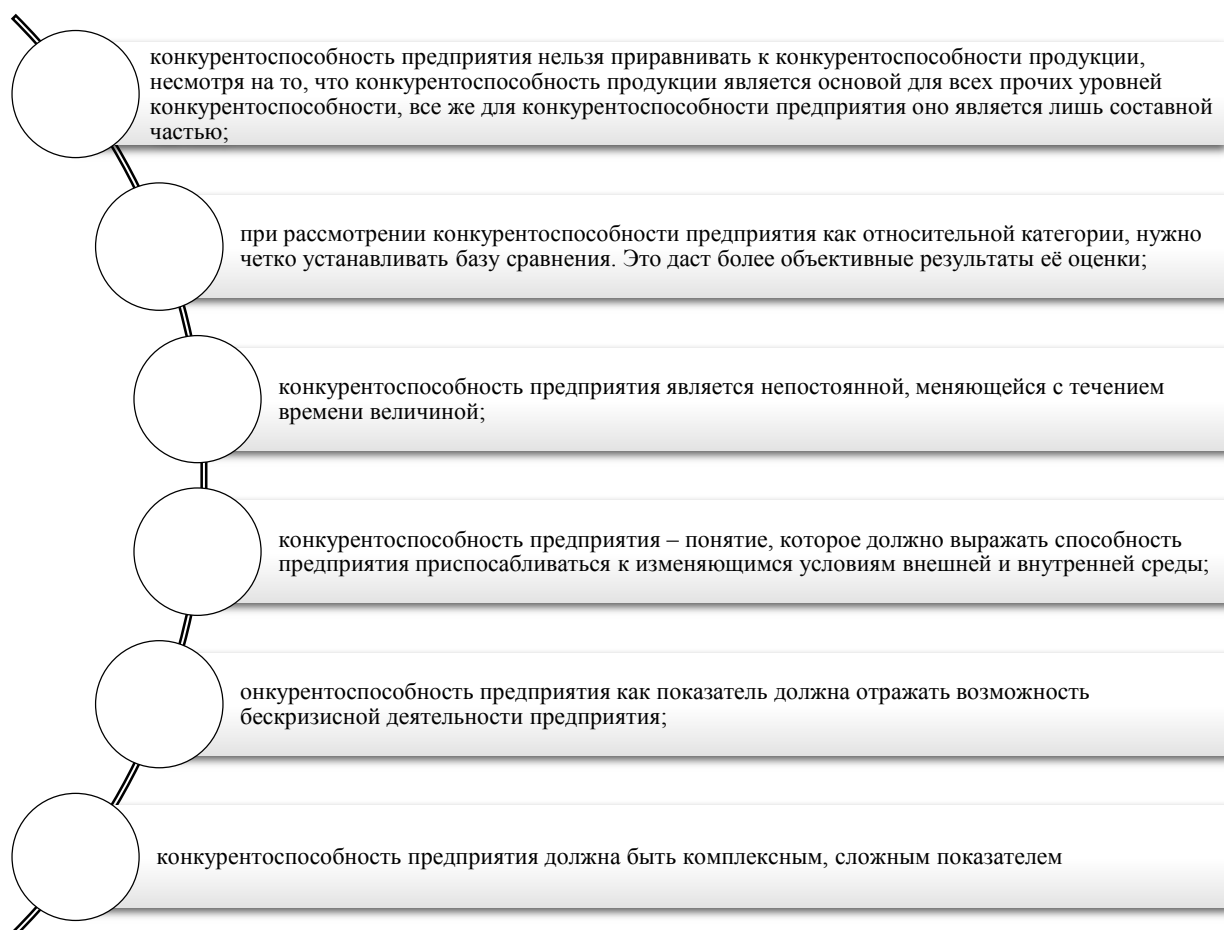 конкурентоспособность предприятия нельзя приравнивать к конкурентоспособности продукции,
несмотря на то, что конкурентоспособность продукции является основой для всех прочих уровней
конкурентоспособности, все же для конкурентоспособности предприятия оно является лишь составной
частью;
при рассмотрении конкурентоспособности предприятия как относительной категории, нужно
четко устанавливать базу сравнения. Это даст более объективные результаты её оценки;
конкурентоспособность предприятия является непостоянной, меняющейся с течением
времени величиной;
конкурентоспособность предприятия – понятие, которое должно выражать способность
предприятия приспосабливаться к изменяющимся условиям внешней и внутренней среды;
онкурентоспособность предприятия как показатель должна отражать возможность
бескризисной деятельности предприятия;
конкурентоспособность предприятия должна быть комплексным, сложным показателем